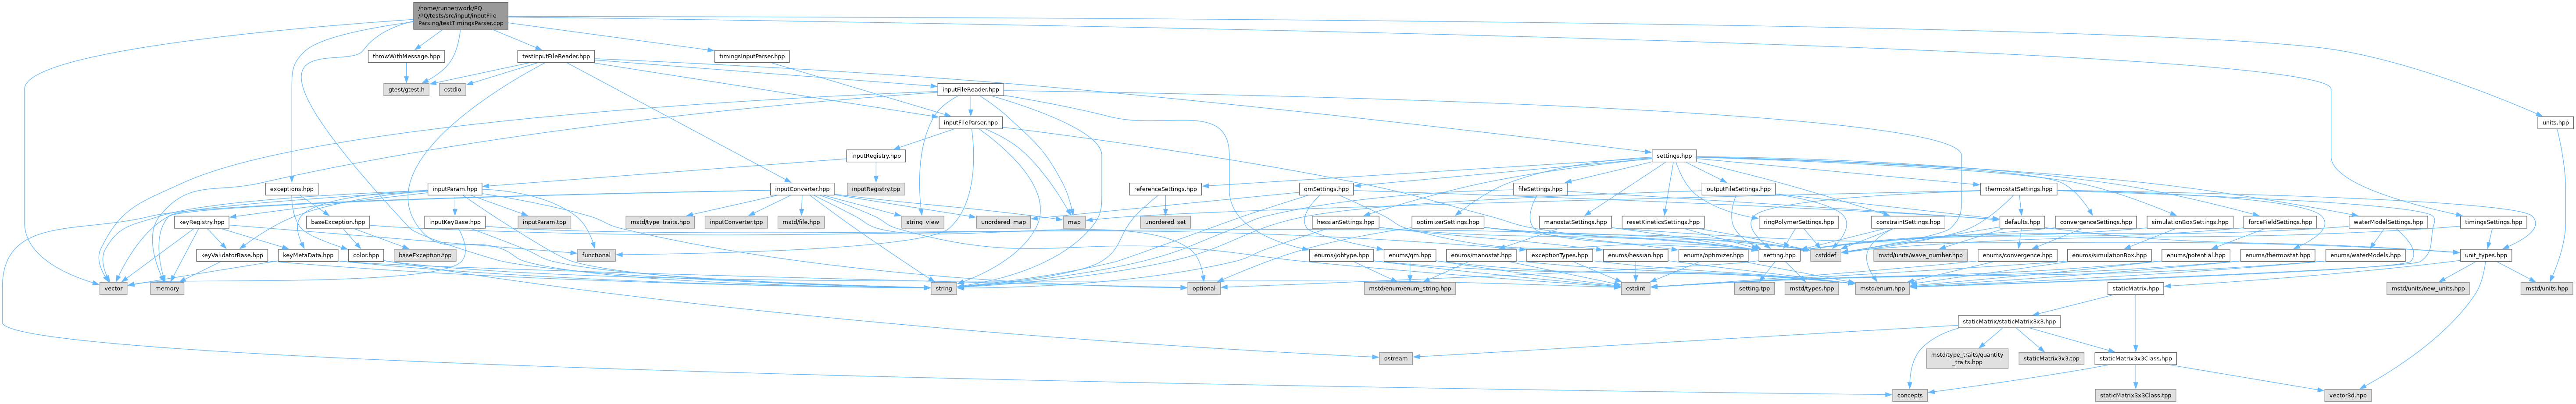 /home/runner/work/PQ
/PQ/tests/src/input/inputFile
Parsing/testTimingsParser.cpp
throwWithMessage.hpp
testInputFileReader.hpp
timingsInputParser.hpp
gtest/gtest.h
cstdio
inputFileReader.hpp
inputFileParser.hpp
units.hpp
inputRegistry.hpp
settings.hpp
exceptions.hpp
inputParam.hpp
inputRegistry.tpp
inputConverter.hpp
referenceSettings.hpp
qmSettings.hpp
fileSettings.hpp
outputFileSettings.hpp
thermostatSettings.hpp
keyRegistry.hpp
baseException.hpp
inputKeyBase.hpp
inputParam.tpp
mstd/type_traits.hpp
inputConverter.tpp
mstd/file.hpp
string_view
unordered_map
map
unordered_set
hessianSettings.hpp
optimizerSettings.hpp
manostatSettings.hpp
resetKineticsSettings.hpp
ringPolymerSettings.hpp
constraintSettings.hpp
defaults.hpp
convergenceSettings.hpp
simulationBoxSettings.hpp
forceFieldSettings.hpp
waterModelSettings.hpp
timingsSettings.hpp
keyValidatorBase.hpp
keyMetaData.hpp
color.hpp
baseException.tpp
functional
enums/jobtype.hpp
enums/qm.hpp
enums/manostat.hpp
exceptionTypes.hpp
enums/hessian.hpp
enums/optimizer.hpp
setting.hpp
cstddef
mstd/units/wave_number.hpp
enums/convergence.hpp
enums/simulationBox.hpp
enums/potential.hpp
enums/thermostat.hpp
enums/waterModels.hpp
unit_types.hpp
vector
memory
string
optional
mstd/enum/enum_string.hpp
cstdint
setting.tpp
mstd/types.hpp
mstd/enum.hpp
staticMatrix.hpp
mstd/units/new_units.hpp
mstd/units.hpp
staticMatrix/staticMatrix3x3.hpp
ostream
mstd/type_traits/quantity
_traits.hpp
staticMatrix3x3.tpp
staticMatrix3x3Class.hpp
concepts
staticMatrix3x3Class.tpp
vector3d.hpp